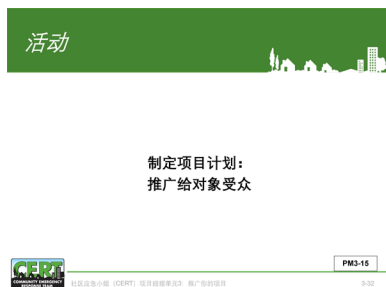 活动
制定项目计划：
推广给对象受众
PM3-15
CERT
COMMUNITY EMERGENCY
RESPONSE TEAM
社区应急小组（CERT）项目经理单元3：推广你的项目
3-32